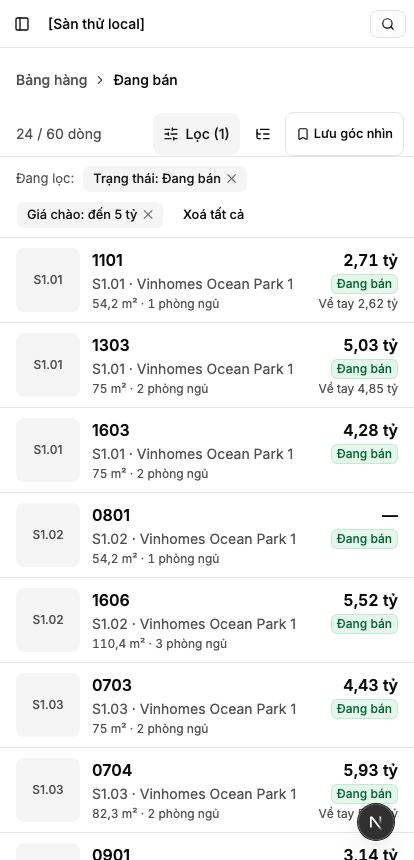 [Sàn thử local]
Bảng hàng > Đang bán
24 / 60 dòng Lọc (1) Lưu góc nhìn
Đang lọc: Trạng thái: Đang bán ×
Giá chào: đến 5 tỷ × Xoá tất cả
S1.01
1101 2,71 tỷ
S1.01 · Vinhomes Ocean Park 1 Đang bán
54,2 m² · 1 phòng ngủ Về tay 2,62 tỷ
S1.01
1303 5,03 tỷ
S1.01 · Vinhomes Ocean Park 1 Đang bán
75 m² · 2 phòng ngủ Về tay 4,85 tỷ
S1.01
1603 4,28 tỷ
S1.01 · Vinhomes Ocean Park 1 Đang bán
75 m² · 2 phòng ngủ
S1.02
0801 —
S1.02 · Vinhomes Ocean Park 1 Đang bán
54,2 m² · 1 phòng ngủ
S1.02
1606 5,52 tỷ
S1.02 · Vinhomes Ocean Park 1 Đang bán
110,4 m² · 3 phòng ngủ
S1.03
0703 4,43 tỷ
S1.03 · Vinhomes Ocean Park 1 Đang bán
75 m² · 2 phòng ngủ
S1.03
0704 5,93 tỷ
S1.03 · Vinhomes Ocean Park 1 Đang bán
82,3 m² · 2 phòng ngủ Về tay
N
0901 3,14 tỷ